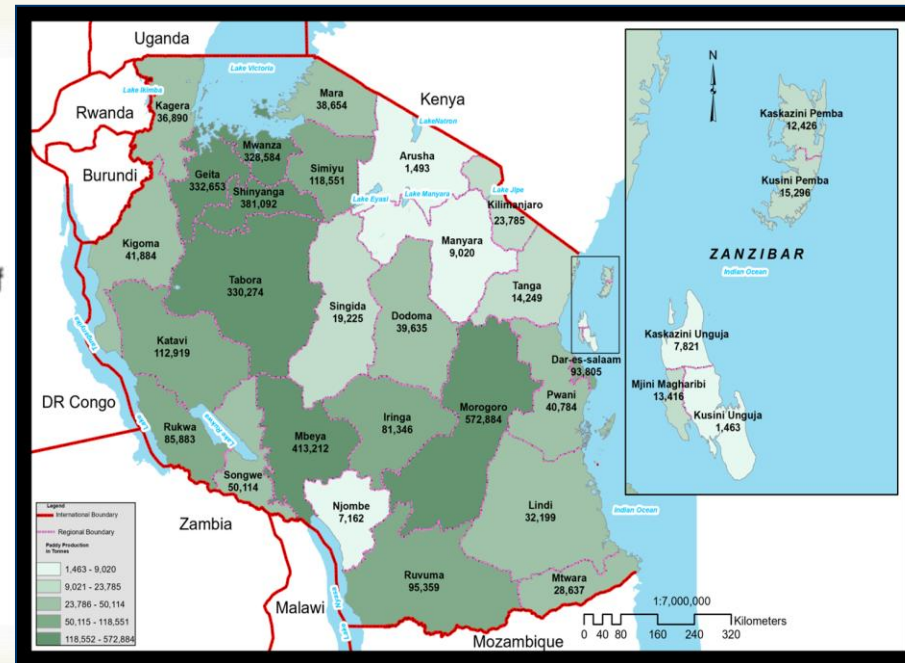 Uganda
Lake Victoria
Lake Ikimba
Kagera
36,890
Mara
38,654
Kenya
Rwanda
LakeNatron
Mwanza
328,584
Arusha
1,493
Geita
332,653
Simiyu
118,551
Burundi
Shinyanga
381,092
Lake Eyasi
Lake Manyara
Lake Jipe
Kilimanjaro
23,785
Kigoma
41,884
Manyara
9,020
Tabora
330,274
Singida
19,225
Dodoma
39,635
Tanga
14,249
Katavi
112,919
Dar-es-salaam
93,805
Pwani
40,784
DR Congo
Lake
Tanganyika
Rukwa
85,883
Lake Rukwa
Mbeya
413,212
Iringa
81,346
Morogoro
572,884
Songwe
50,114
Zambia
Njombe
7,162
Lindi
32,199
Indian Ocean
Ruvuma
95,359
Mtwara
28,637
Malawi
Lake
Nyasa
Mozambique
N
Kaskazini Pemba
12,426
Kusini Pemba
15,296
ZANZIBAR
Indian Ocean
Kaskazini Unguja
7,821
Mjini Magharibi
13,416
Kusini Unguja
1,463
Legend
International Boundary
Regional Boundary
Paddy Production
in Tonnes
1,463 - 9,020
9,021 - 23,785
23,786 - 50,114
50,115 - 118,551
118,552 - 572,884
1:7,000,000
Kilometers
0 40 80 160 240 320